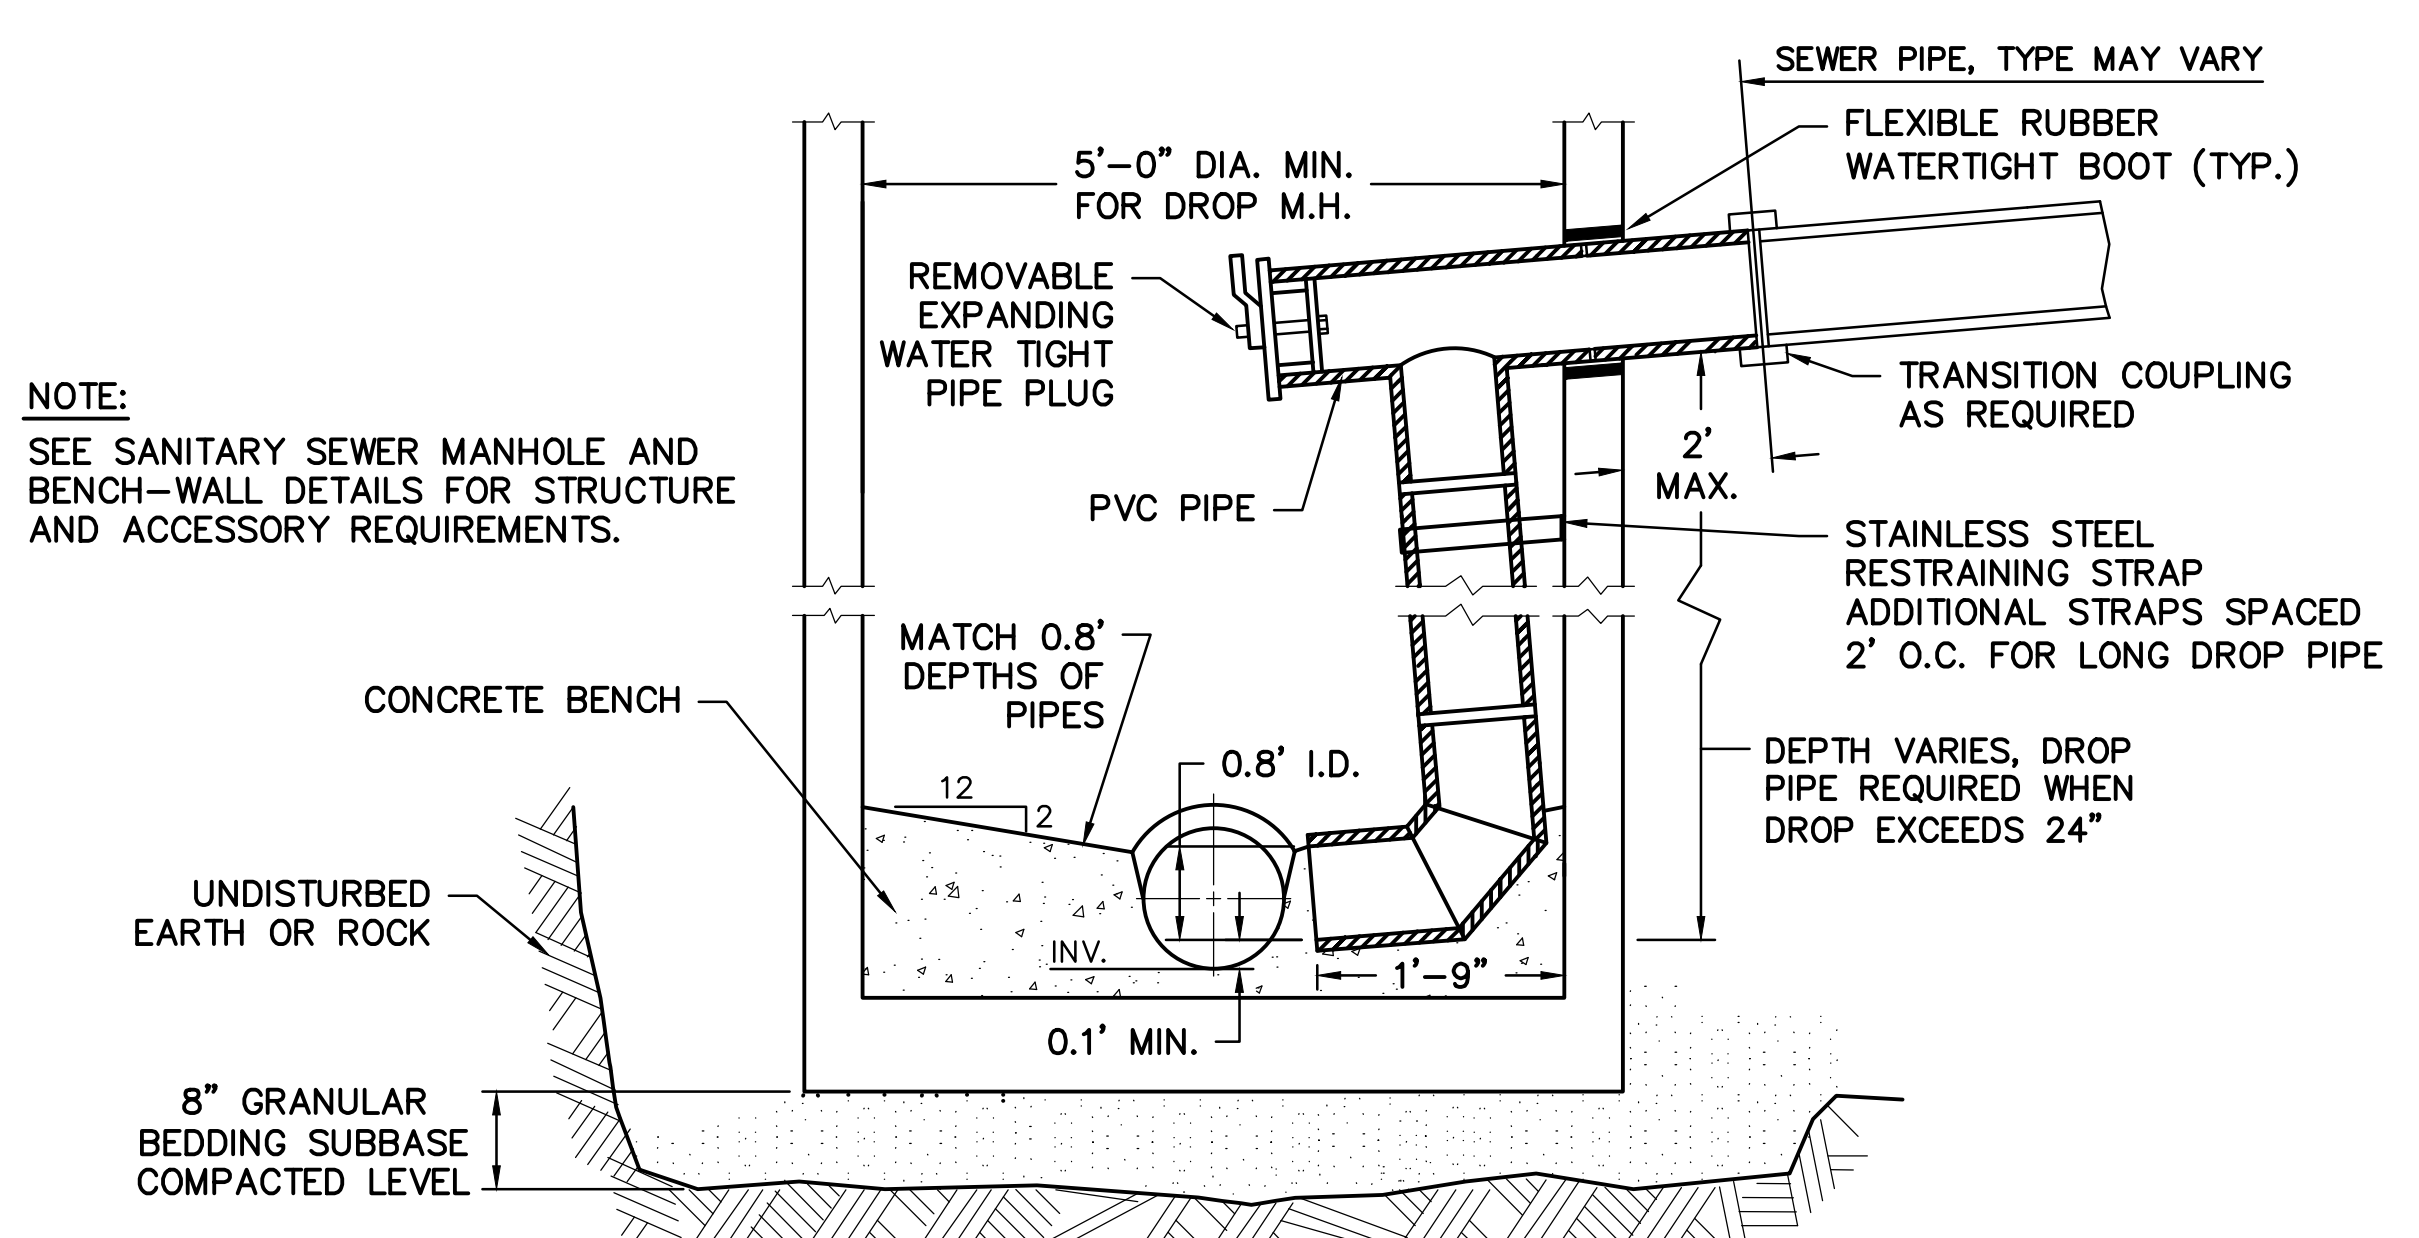 SEWER PIPE, TYPE MAY VARY
FLEXIBLE RUBBER
WATERTIGHT BOOT (TYP.)
5'-0" DIA. MIN.
FOR DROP M.H.
REMOVABLE
EXPANDING
WATER TIGHT
PIPE PLUG
TRANSITION COUPLING
AS REQUIRED
NOTE:
SEE SANITARY SEWER MANHOLE AND
BENCH-WALL DETAILS FOR STRUCTURE
AND ACCESSORY REQUIREMENTS.
2'
MAX.
PVC PIPE
STAINLESS STEEL
RESTRAINING STRAP
ADDITIONAL STRAPS SPACED
2' O.C. FOR LONG DROP PIPE
MATCH 0.8'
DEPTHS OF
PIPES
CONCRETE BENCH
0.8' I.D.
12
2
DEPTH VARIES, DROP
PIPE REQUIRED WHEN
DROP EXCEEDS 24"
UNDISTURBED
EARTH OR ROCK
INV.
1'-9"
0.1' MIN.
8" GRANULAR
BEDDING SUBBASE
COMPACTED LEVEL